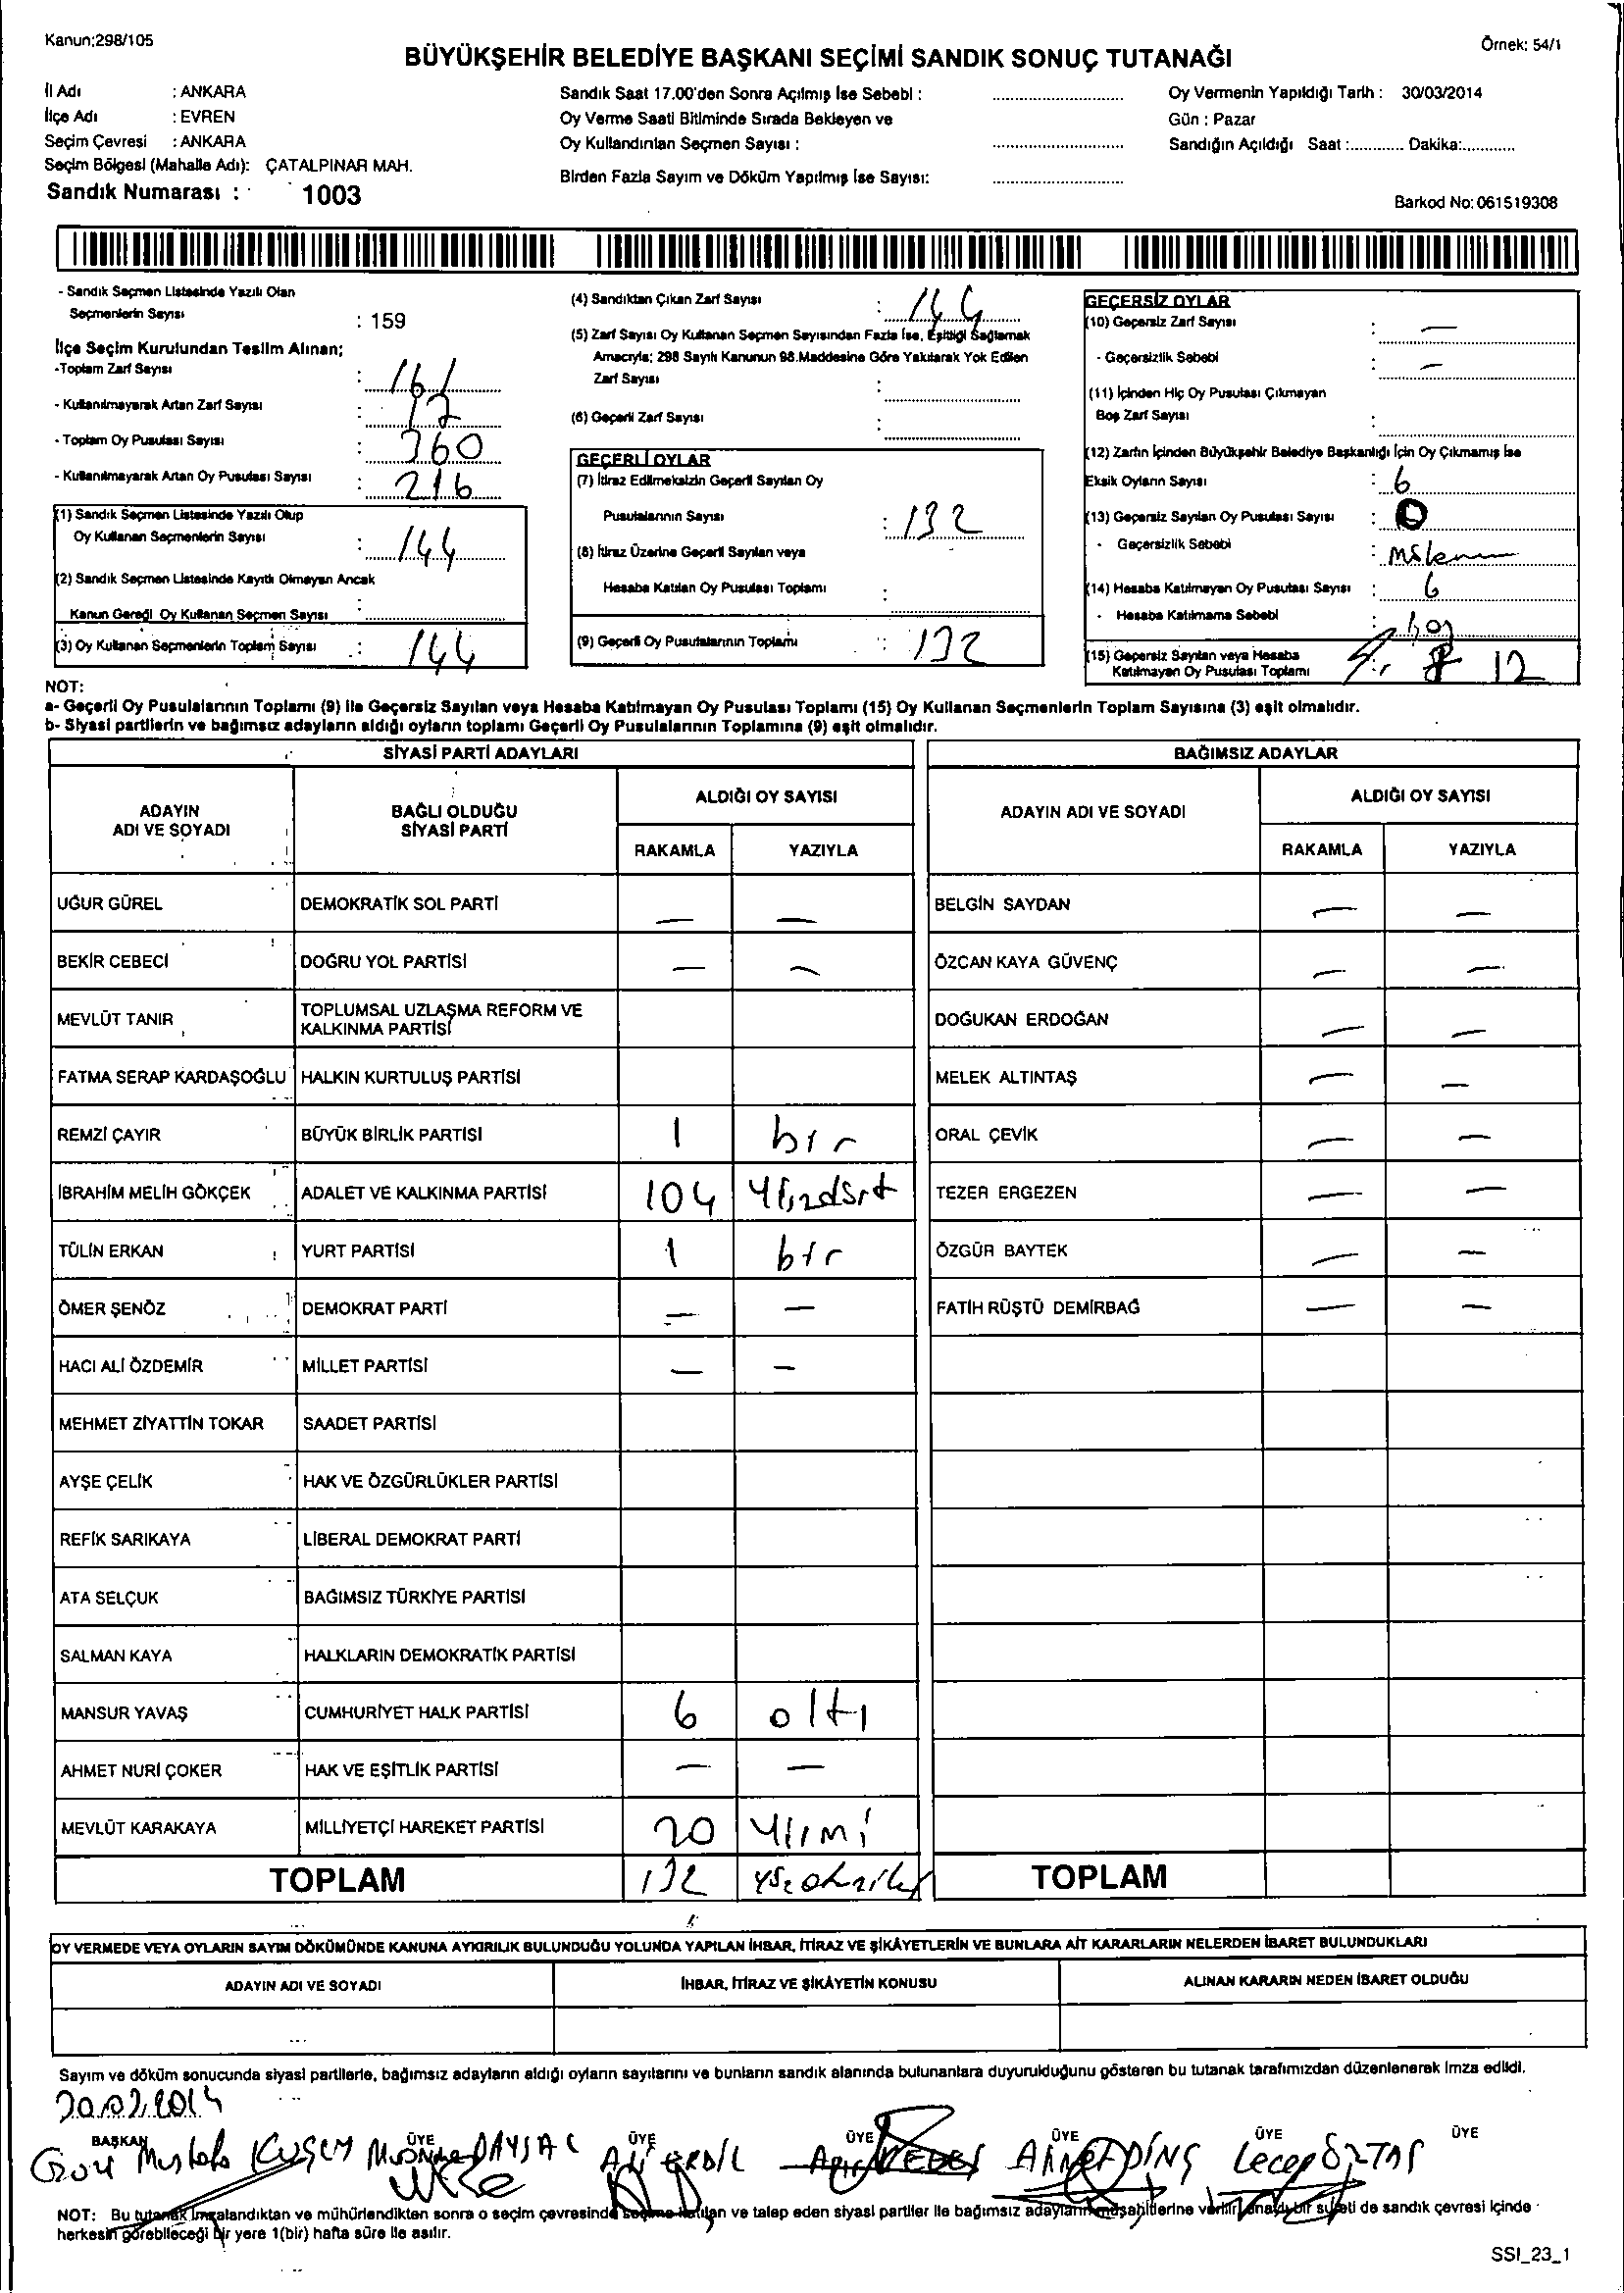 Kanun:298/105
Örnek: 54/1
BÜYÜKŞEHİR BELEDİYE BAŞKANI SEÇİMİ SANDIK SONUÇ TUTANAĞI
İl Adı : ANKARA
İlçe Adı : EVREN
Seçim Çevresi : ANKARA
Seçim Bölgesi (Mahalle Adı): ÇATALPINAR MAH.
Sandık Numarası : 1003
Sandık Saat 17.00'den Sonra Açılmış İse Sebebi :
Oy Verme Saati Bitiminde Sırada Bekleyen ve
Oy Kullandırılan Seçmen Sayısı :
Birden Fazla Sayım ve Döküm Yapılmış İse Sayısı:
Oy Vermenin Yapıldığı Tarih : 30/03/2014
Gün : Pazar
Sandığın Açıldığı Saat :............ Dakika:............
Barkod No: 061519308
- Sandık Seçmen Listesinde Yazılı Olan
Seçmenlerin Sayısı : 159
İlçe Seçim Kurulundan Teslim Alınan;
-Toplam Zarf Sayısı : 161
- Kullanılmayarak Artan Zarf Sayısı : 17
- Toplam Oy Pusulası Sayısı : 360
- Kullanılmayarak Artan Oy Pusulası Sayısı : 216
(1) Sandık Seçmen Listesinde Yazılı Olup
Oy Kullanan Seçmenlerin Sayısı : 144
(2) Sandık Seçmen Listesinde Kayıtlı Olmayan Ancak
Kanun Gereği Oy Kullanan Seçmen Sayısı :
(3) Oy Kullanan Seçmenlerin Toplam Sayısı : 144
(4) Sandıktan Çıkan Zarf Sayısı : 144
(5) Zarf Sayısı Oy Kullanan Seçmen Sayısından Fazla İse, Eşitliği Sağlamak
Amacıyla; 298 Sayılı Kanunun 98.Maddesine Göre Yakılarak Yok Edilen
Zarf Sayısı :
(6) Geçerli Zarf Sayısı :
GEÇERLİ OYLAR
(7) İtiraz Edilmeksizin Geçerli Sayılan Oy
Pusulalarının Sayısı : 132
(8) İtiraz Üzerine Geçerli Sayılan veya
Hesaba Katılan Oy Pusulası Toplamı :
(9) Geçerli Oy Pusulalarının Toplamı : 132
GEÇERSİZ OYLAR
(10) Geçersiz Zarf Sayısı : —
- Geçersizlik Sebebi : —
(11) İçinden Hiç Oy Pusulası Çıkmayan
Boş Zarf Sayısı :
(12) Zarfın İçinden Büyükşehir Belediye Başkanlığı İçin Oy Çıkmamış İse
Eksik Oyların Sayısı : 6
(13) Geçersiz Sayılan Oy Pusulası Sayısı :
- Geçersizlik Sebebi :
(14) Hesaba Katılmayan Oy Pusulası Sayısı : 6
- Hesaba Katılmama Sebebi :
(15) Geçersiz Sayılan veya Hesaba
Katılmayan Oy Pusulası Toplamı 12
NOT:
a- Geçerli Oy Pusulalarının Toplamı (9) ile Geçersiz Sayılan veya Hesaba Katılmayan Oy Pusulası Toplamı (15) Oy Kullanan Seçmenlerin Toplam Sayısına (3) eşit olmalıdır.
b- Siyasi partilerin ve bağımsız adayların aldığı oyların toplamı Geçerli Oy Pusulalarının Toplamına (9) eşit olmalıdır.
SİYASİ PARTİ ADAYLARI
BAĞIMSIZ ADAYLAR
ADAYIN ADI VE SOYADI
BAĞLI OLDUĞU SİYASİ PARTİ
ALDIĞI OY SAYISI
RAKAMLA YAZIYLA
ADAYIN ADI VE SOYADI
ALDIĞI OY SAYISI
RAKAMLA YAZIYLA
UĞUR GÜREL DEMOKRATİK SOL PARTİ — — BELGİN SAYDAN — —
BEKİR CEBECİ DOĞRU YOL PARTİSİ — — ÖZCAN KAYA GÜVENÇ — —
MEVLÜT TANIR TOPLUMSAL UZLAŞMA REFORM VE KALKINMA PARTİSİ DOĞUKAN ERDOĞAN — —
FATMA SERAP KARDAŞOĞLU HALKIN KURTULUŞ PARTİSİ MELEK ALTINTAŞ — —
REMZİ ÇAYIR BÜYÜK BİRLİK PARTİSİ 1 bir ORAL ÇEVİK — —
İBRAHİM MELİH GÖKÇEK ADALET VE KALKINMA PARTİSİ 104 yüzdört TEZER ERGEZEN — —
TÜLİN ERKAN YURT PARTİSİ 1 bir ÖZGÜR BAYTEK — —
ÖMER ŞENÖZ DEMOKRAT PARTİ — — FATİH RÜŞTÜ DEMİRBAĞ — —
HACI ALİ ÖZDEMİR MİLLET PARTİSİ — —
MEHMET ZİYATTİN TOKAR SAADET PARTİSİ
AYŞE ÇELİK HAK VE ÖZGÜRLÜKLER PARTİSİ
REFİK SARIKAYA LİBERAL DEMOKRAT PARTİ
ATA SELÇUK BAĞIMSIZ TÜRKİYE PARTİSİ
SALMAN KAYA HALKLARIN DEMOKRATİK PARTİSİ
MANSUR YAVAŞ CUMHURİYET HALK PARTİSİ 6 altı
AHMET NURİ ÇOKER HAK VE EŞİTLİK PARTİSİ — —
MEVLÜT KARAKAYA MİLLİYETÇİ HAREKET PARTİSİ 20 yirmi
TOPLAM 132 yüzotuziki TOPLAM
OY VERMEDE VEYA OYLARIN SAYIM DÖKÜMÜNDE KANUNA AYKIRILIK BULUNDUĞU YOLUNDA YAPILAN İHBAR, İTİRAZ VE ŞİKÂYETLERİN VE BUNLARA AİT KARARLARIN NELERDEN İBARET BULUNDUKLARI
ADAYIN ADI VE SOYADI İHBAR, İTİRAZ VE ŞİKÂYETİN KONUSU ALINAN KARARIN NEDEN İBARET OLDUĞU
Sayım ve döküm sonucunda siyasi partilerle, bağımsız adayların aldığı oyların sayılarını ve bunların sandık alanında bulunanlara duyurulduğunu gösteren bu tutanak tarafımızdan düzenlenerek imza edildi.
BAŞKAN ÜYE ÜYE ÜYE ÜYE ÜYE ÜYE
Mustafa Ali ERDİL AHMET DİNÇ Recep ÖZTAŞ
NOT: Bu tutanak imzalandıktan ve mühürlendikten sonra o seçim çevresinde seçime katılan ve talep eden siyasi partiler ile bağımsız adayların müşahitlerine verilir, onaylı bir sureti de sandık çevresi içinde
herkesin görebileceği bir yere 1(bir) hafta süre ile asılır.
SSI_23_1